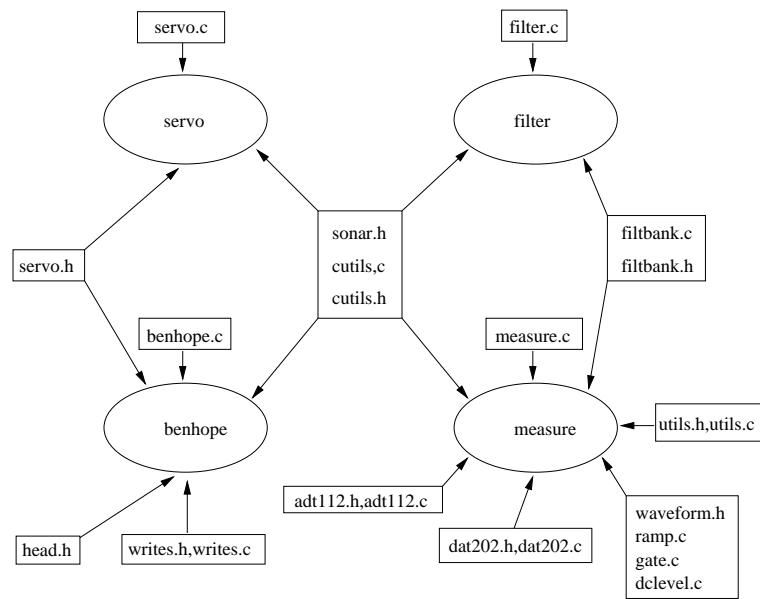 servo.c
filter.c
servo
filter
sonar.h
cutils,c
cutils.h
filtbank.c
filtbank.h
servo.h
benhope.c
measure.c
benhope
measure
utils.h,utils.c
adt112.h,adt112.c
waveform.h
ramp.c
gate.c
dclevel.c
head.h
writes.h,writes.c
dat202.h,dat202.c